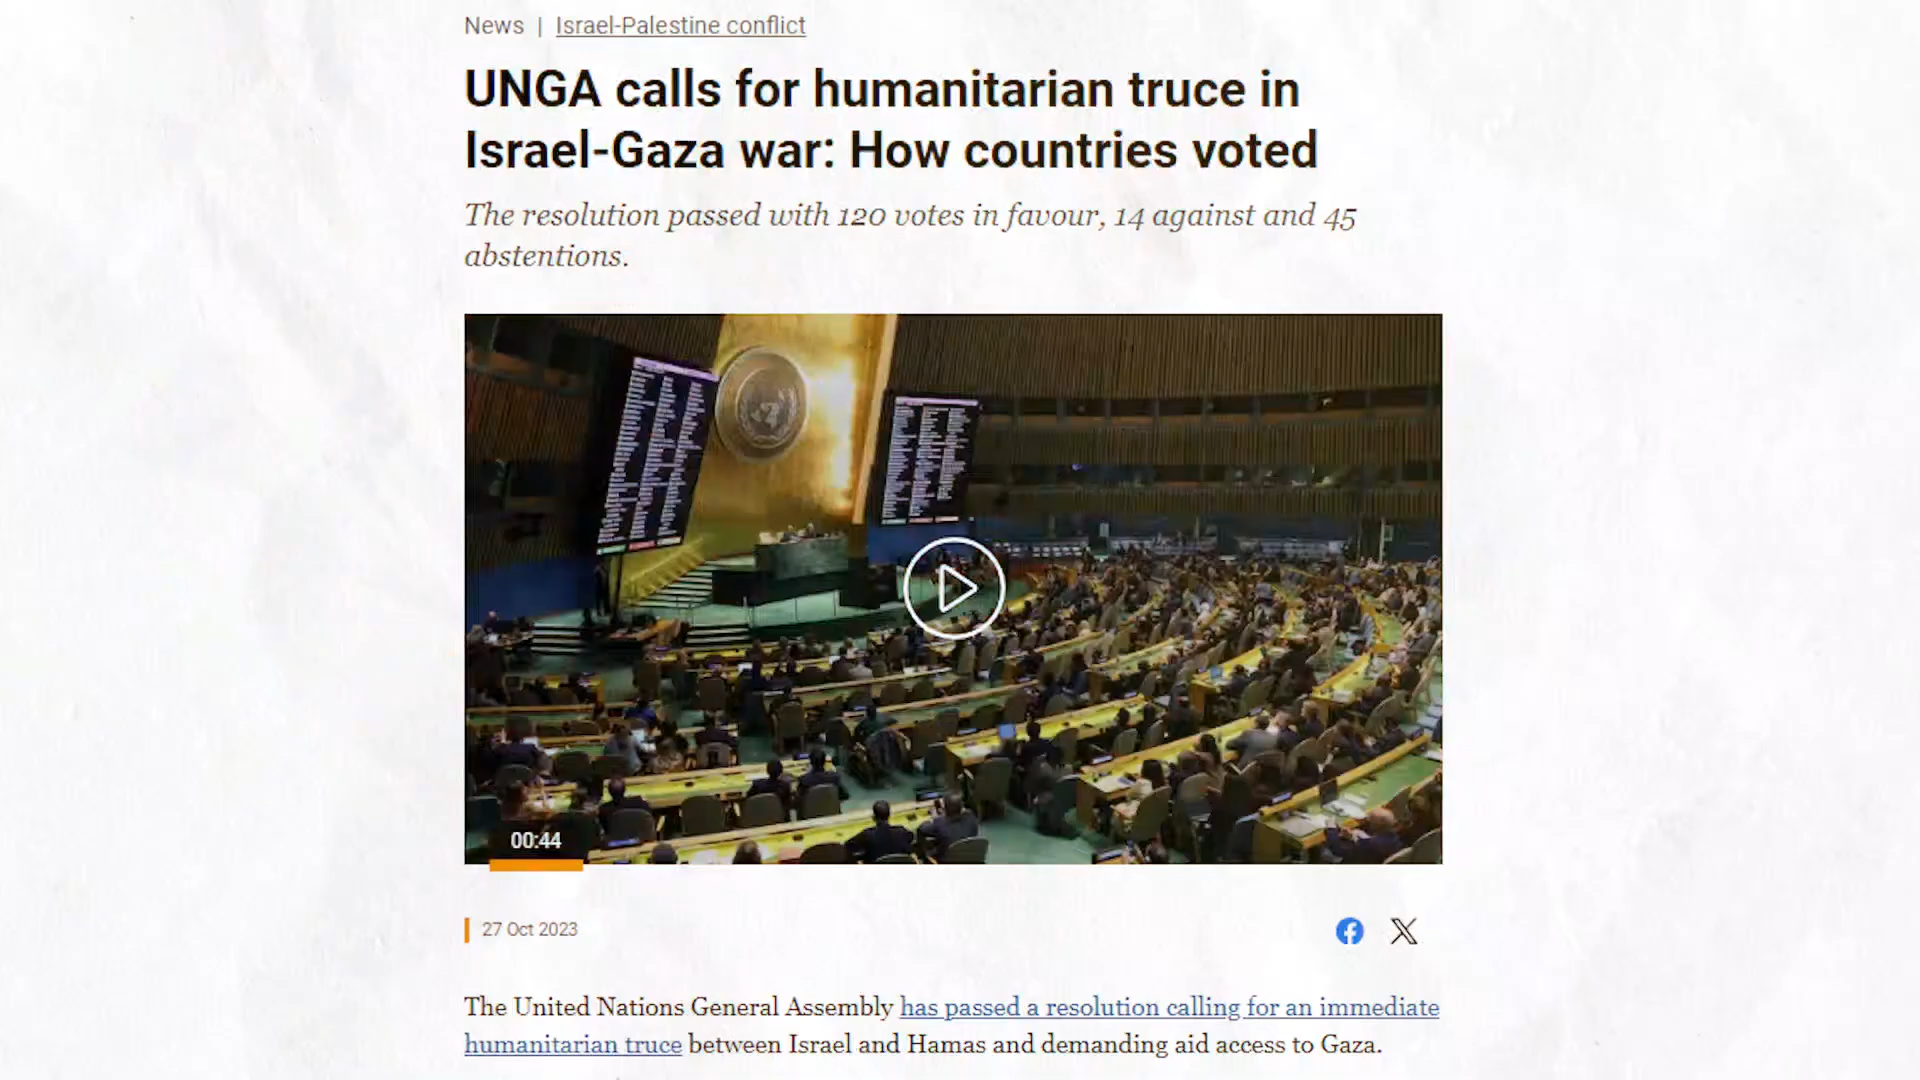 News | Israel-Palestine conflict
UNGA calls for humanitarian truce in
Israel-Gaza war: How countries voted
The resolution passed with 120 votes in favour, 14 against and 45
abstentions.
00:44
27 Oct 2023
The United Nations General Assembly has passed a resolution calling for an immediate
humanitarian truce between Israel and Hamas and demanding aid access to Gaza.